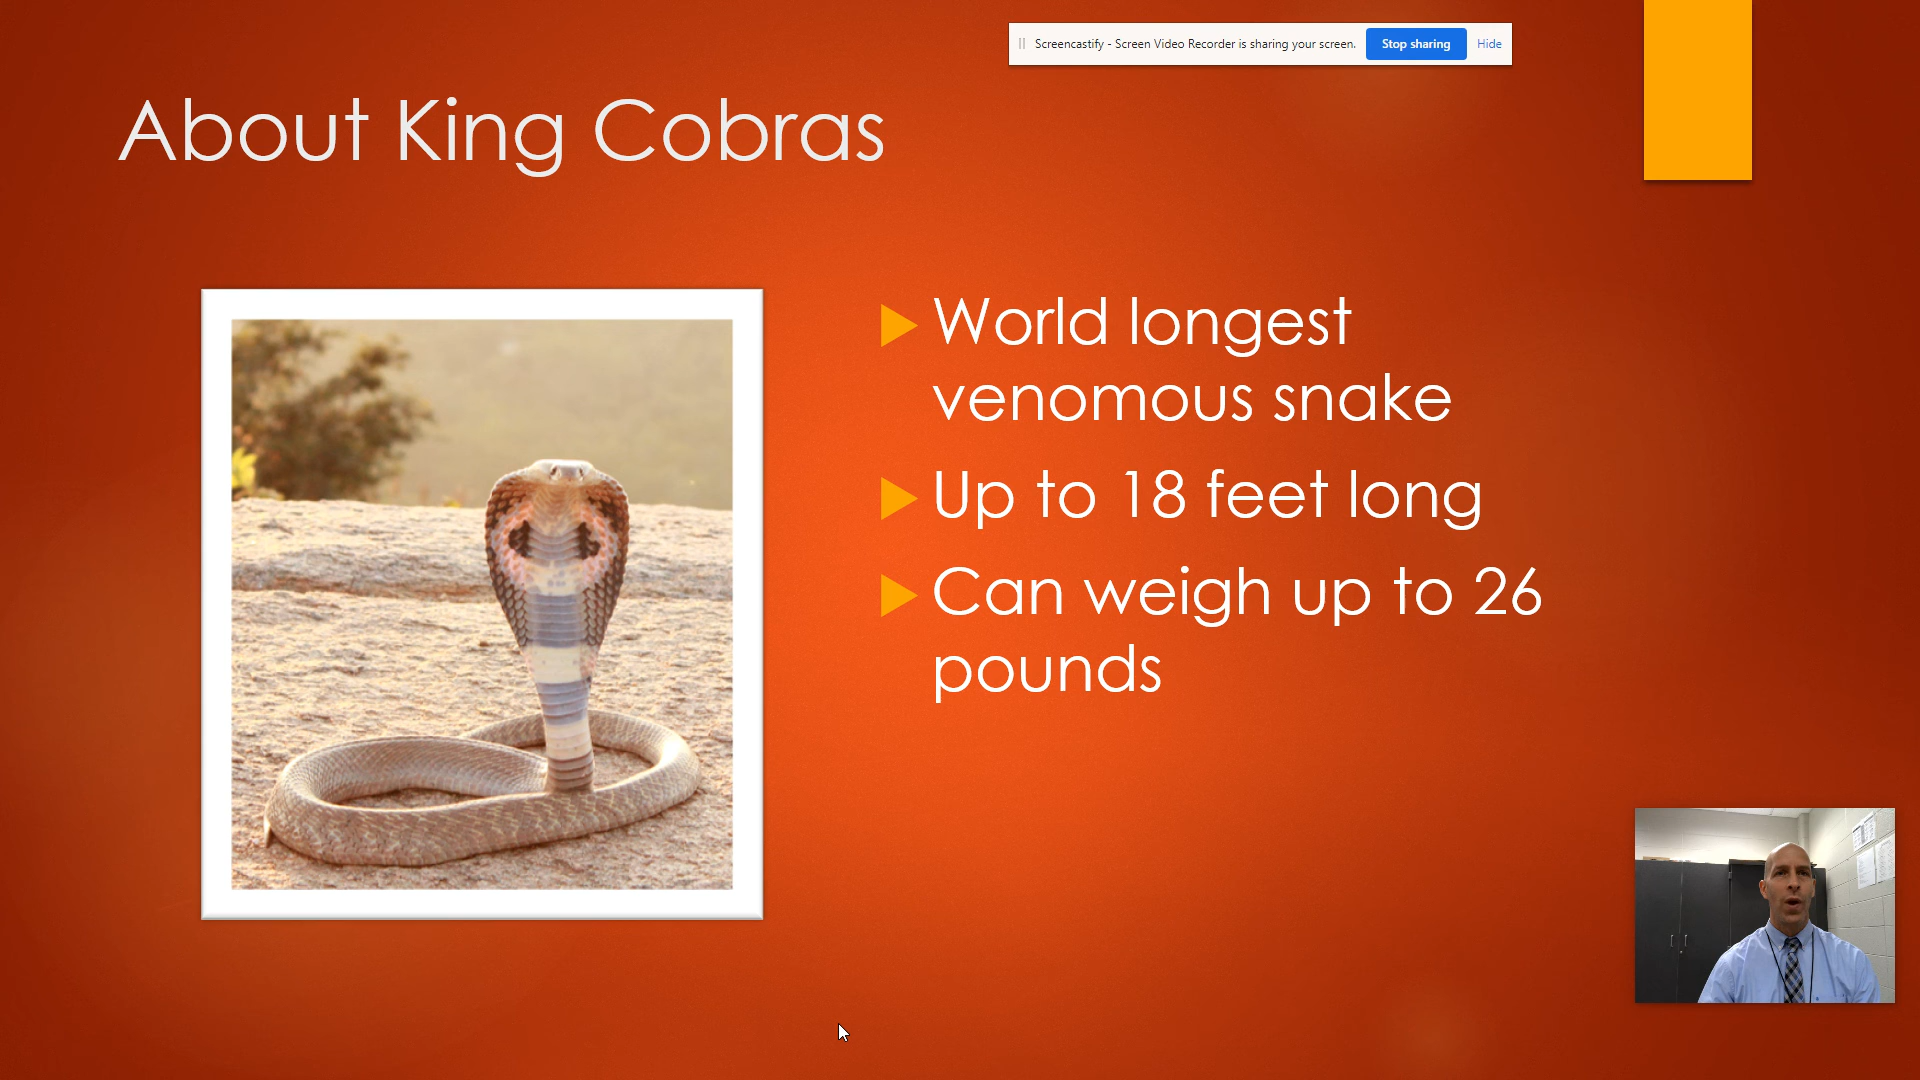 Screencastify - Screen Video Recorder is sharing your screen. Stop sharing Hide
About King Cobras
World longest
venomous snake
Up to 18 feet long
Can weigh up to 26
pounds